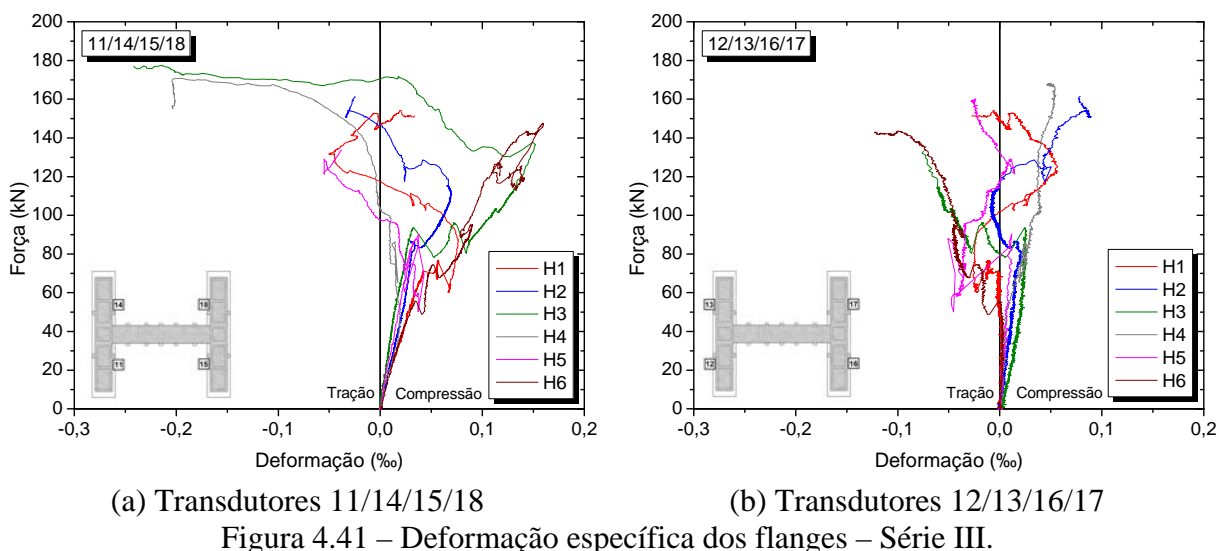 11/14/15/18
200
180
160
140
120
100
80
60
40
20
0
Força (kN)
14
18
11
15
Tração
Compressão
H1
H2
H3
H4
H5
H6
-0,3
-0,2
-0,1
0,0
0,1
0,2
Deformação (‰)
12/13/16/17
200
180
160
140
120
100
80
60
40
20
0
Força (kN)
13
17
12
16
Tração
Compressão
H1
H2
H3
H4
H5
H6
-0,3
-0,2
-0,1
0,0
0,1
0,2
Deformação (‰)
(a) Transdutores 11/14/15/18
(b) Transdutores 12/13/16/17
Figura 4.41 – Deformação específica dos flanges – Série III.